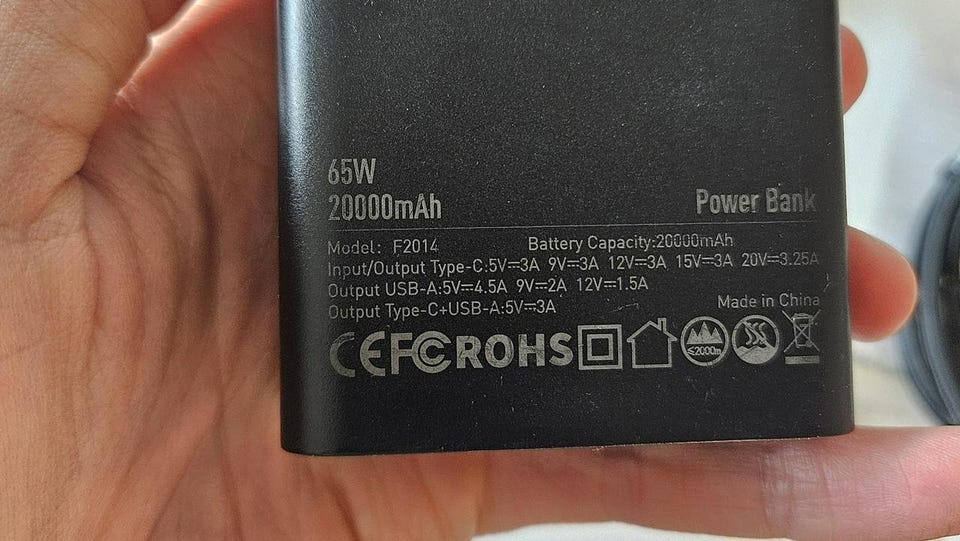 65W
20000mAh
Power Bank
Model: F2014 Battery Capacity:20000mAh
Input/Output Type-C:5V⎓3A 9V⎓3A 12V⎓3A 15V⎓3A 20V⎓3.25A
Output USB-A:5V⎓4.5A 9V⎓2A 12V⎓1.5A
Output Type-C+USB-A:5V⎓3A
Made in China
CE FC ROHS ≤2000m